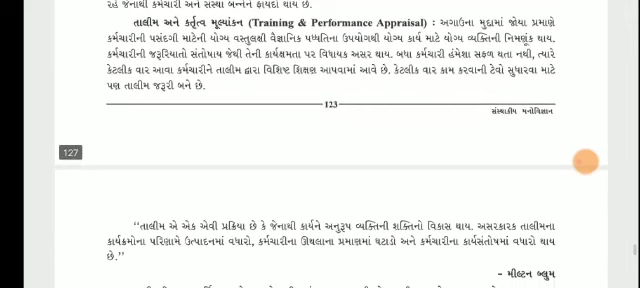 રહે જેનાથી કર્મચારી અને સંસ્થા બન્નેને ફાયદો થાય છે.
તાલીમ અને કર્તૃત્વ મૂલ્યાંકન (Training & Performance Appraisal) : અગાઉના મુદ્દામાં જોયા પ્રમાણે
કર્મચારીની પસંદગી માટેની યોગ્ય વસ્તુલક્ષી વૈજ્ઞાનિક પધ્ધતિના ઉપયોગથી યોગ્ય કાર્ય માટે યોગ્ય વ્યક્તિની નિમણૂંક થાય.
કર્મચારીની જરૂરિયાતો સંતોષાય જેથી તેની કાર્યક્ષમતા પર વિધાયક અસર થાય. બધા કર્મચારી હંમેશા સફળ થતા નથી, ત્યારે
કેટલીક વાર આવા કર્મચારીને તાલીમ દ્વારા વિશિષ્ટ શિક્ષણ આપવામાં આવે છે. કેટલીક વાર કામ કરવાની ટેવો સુધારવા માટે
પણ તાલીમ જરૂરી બને છે.
123
સંસ્થાકીય મનોવિજ્ઞાન
127
‘‘તાલીમ એ એક એવી પ્રક્રિયા છે કે જેનાથી કાર્યને અનુરૂપ વ્યક્તિની શક્તિનો વિકાસ થાય. અસરકારક તાલીમના
કાર્યક્રમોના પરિણામે ઉત્પાદનમાં વધારો, કર્મચારીના ઊથલાના પ્રમાણમાં ઘટાડો અને કર્મચારીના કાર્યસંતોષમાં વધારો થાય
છે.’’
- મીલ્ટન બ્લુમ